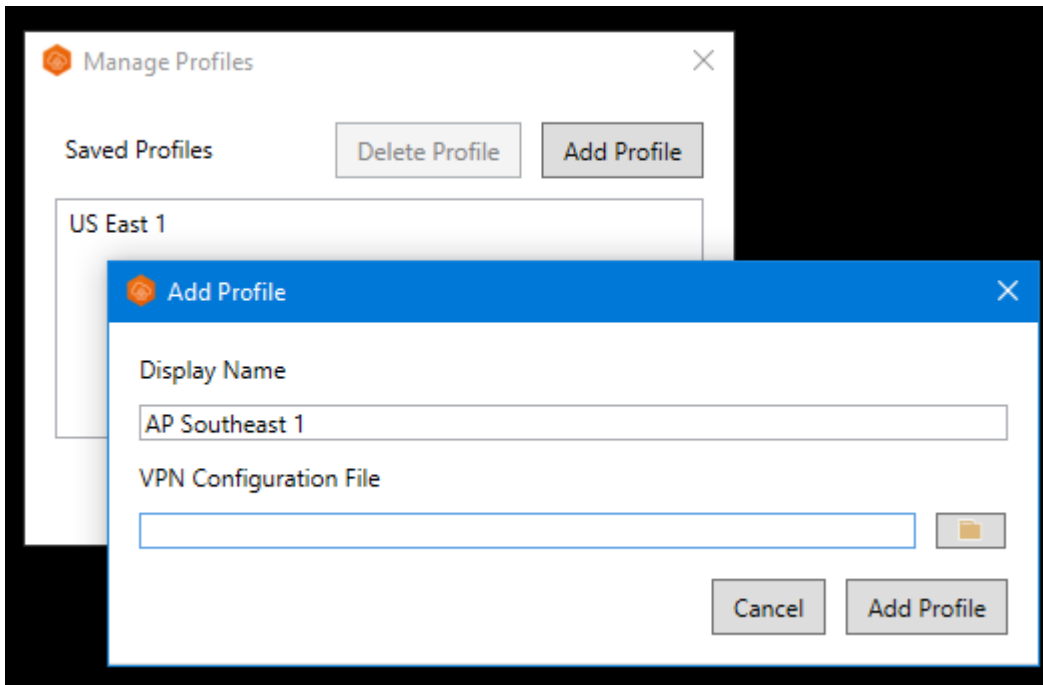 Manage Profiles
Saved Profiles
Delete Profile
Add Profile
US East 1
Add Profile
Display Name
AP Southeast 1
VPN Configuration File
Cancel
Add Profile